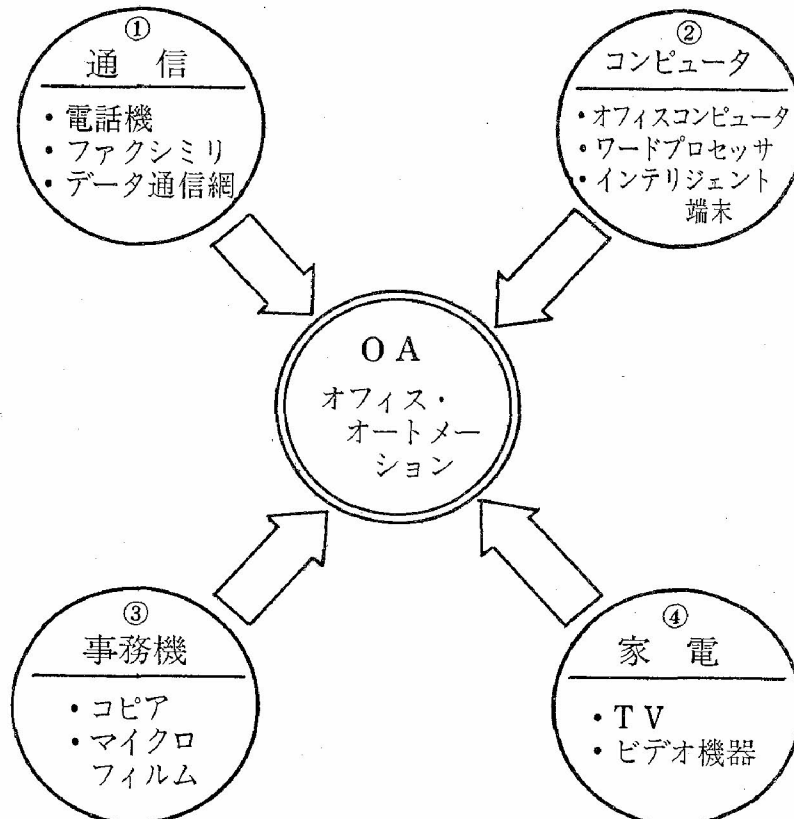 ①
通 信
・電話機
・ファクシミリ
・データ通信網
②
コンピュータ
・オフィスコンピュータ
・ワードプロセッサ
・インテリジェント
端末
OA
オフィス・
オートメー
ション
③
事務機
・コピア
・マイクロ
フィルム
④
家 電
・TV
・ビデオ機器